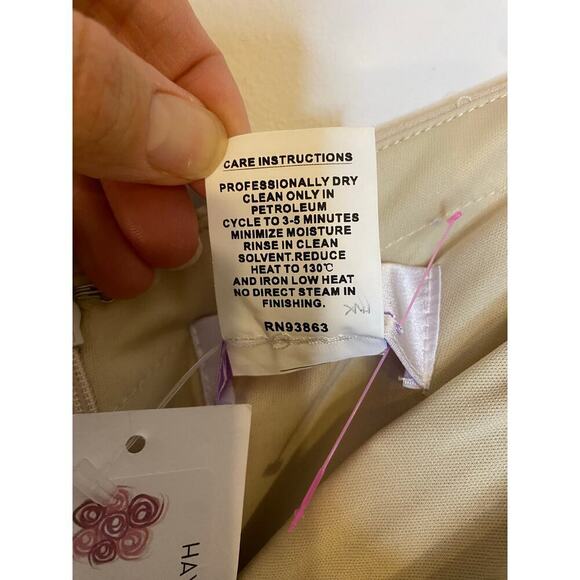 CARE INSTRUCTIONS
PROFESSIONALLY DRY
CLEAN ONLY IN
PETROLEUM
CYCLE TO 3-5 MINUTES
MINIMIZE MOISTURE
RINSE IN CLEAN
SOLVENT.REDUCE
HEAT TO 130℃
AND IRON LOW HEAT
NO DIRECT STEAM IN
FINISHING.
RN93863
HA